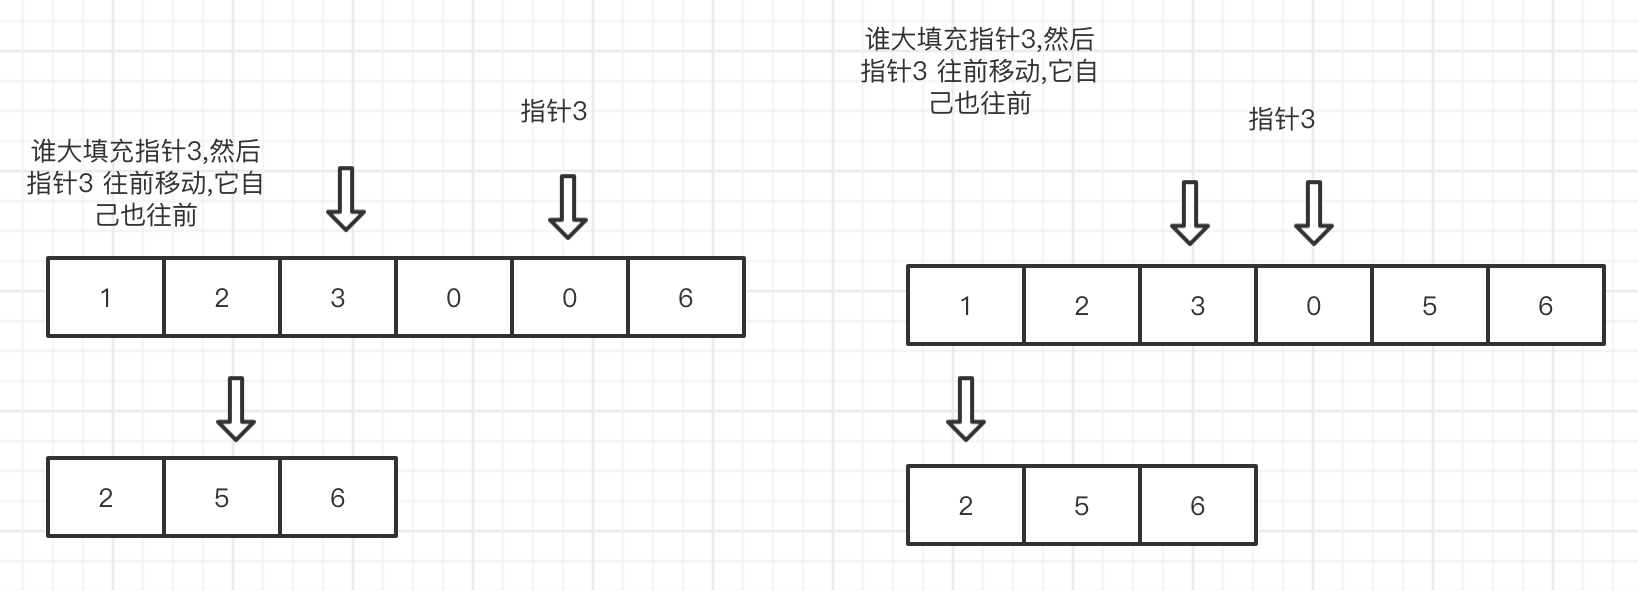 谁大填充指针3,然后
指针3 往前移动,它自
己也往前
指针3
1 2 3 0 0 6
2 5 6
谁大填充指针3,然后
指针3 往前移动,它自
己也往前
指针3
1 2 3 0 5 6
2 5 6